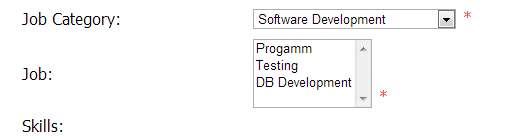 Job Category: Software Development *
Job: Progamm
Testing
DB Development *
Skills: